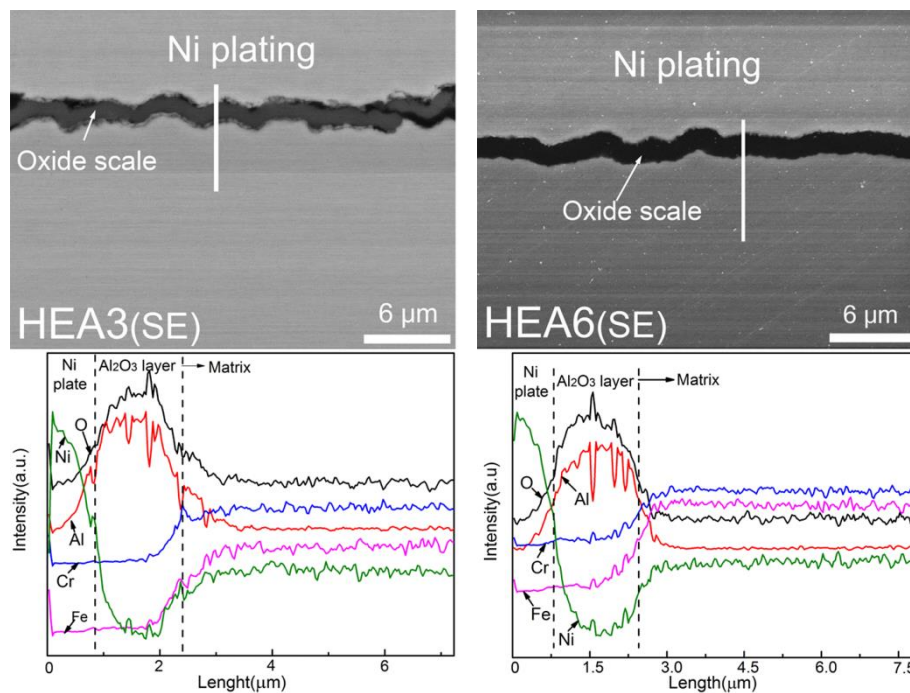 Ni plating
Oxide scale
HEA3(SE)
6 μm
Ni plating
Oxide scale
HEA6(SE)
6 μm
Ni
plate
Al₂O₃ layer
Matrix
O
Ni
Al
Cr
Fe
Intensity(a.u.)
0
2
4
6
Lenght(μm)
Ni
plate
Al₂O₃ layer
Matrix
O
Al
Cr
Fe
Ni
Intensity(a.u.)
0.0
1.5
3.0
4.5
6.0
7.5
Length(μm)